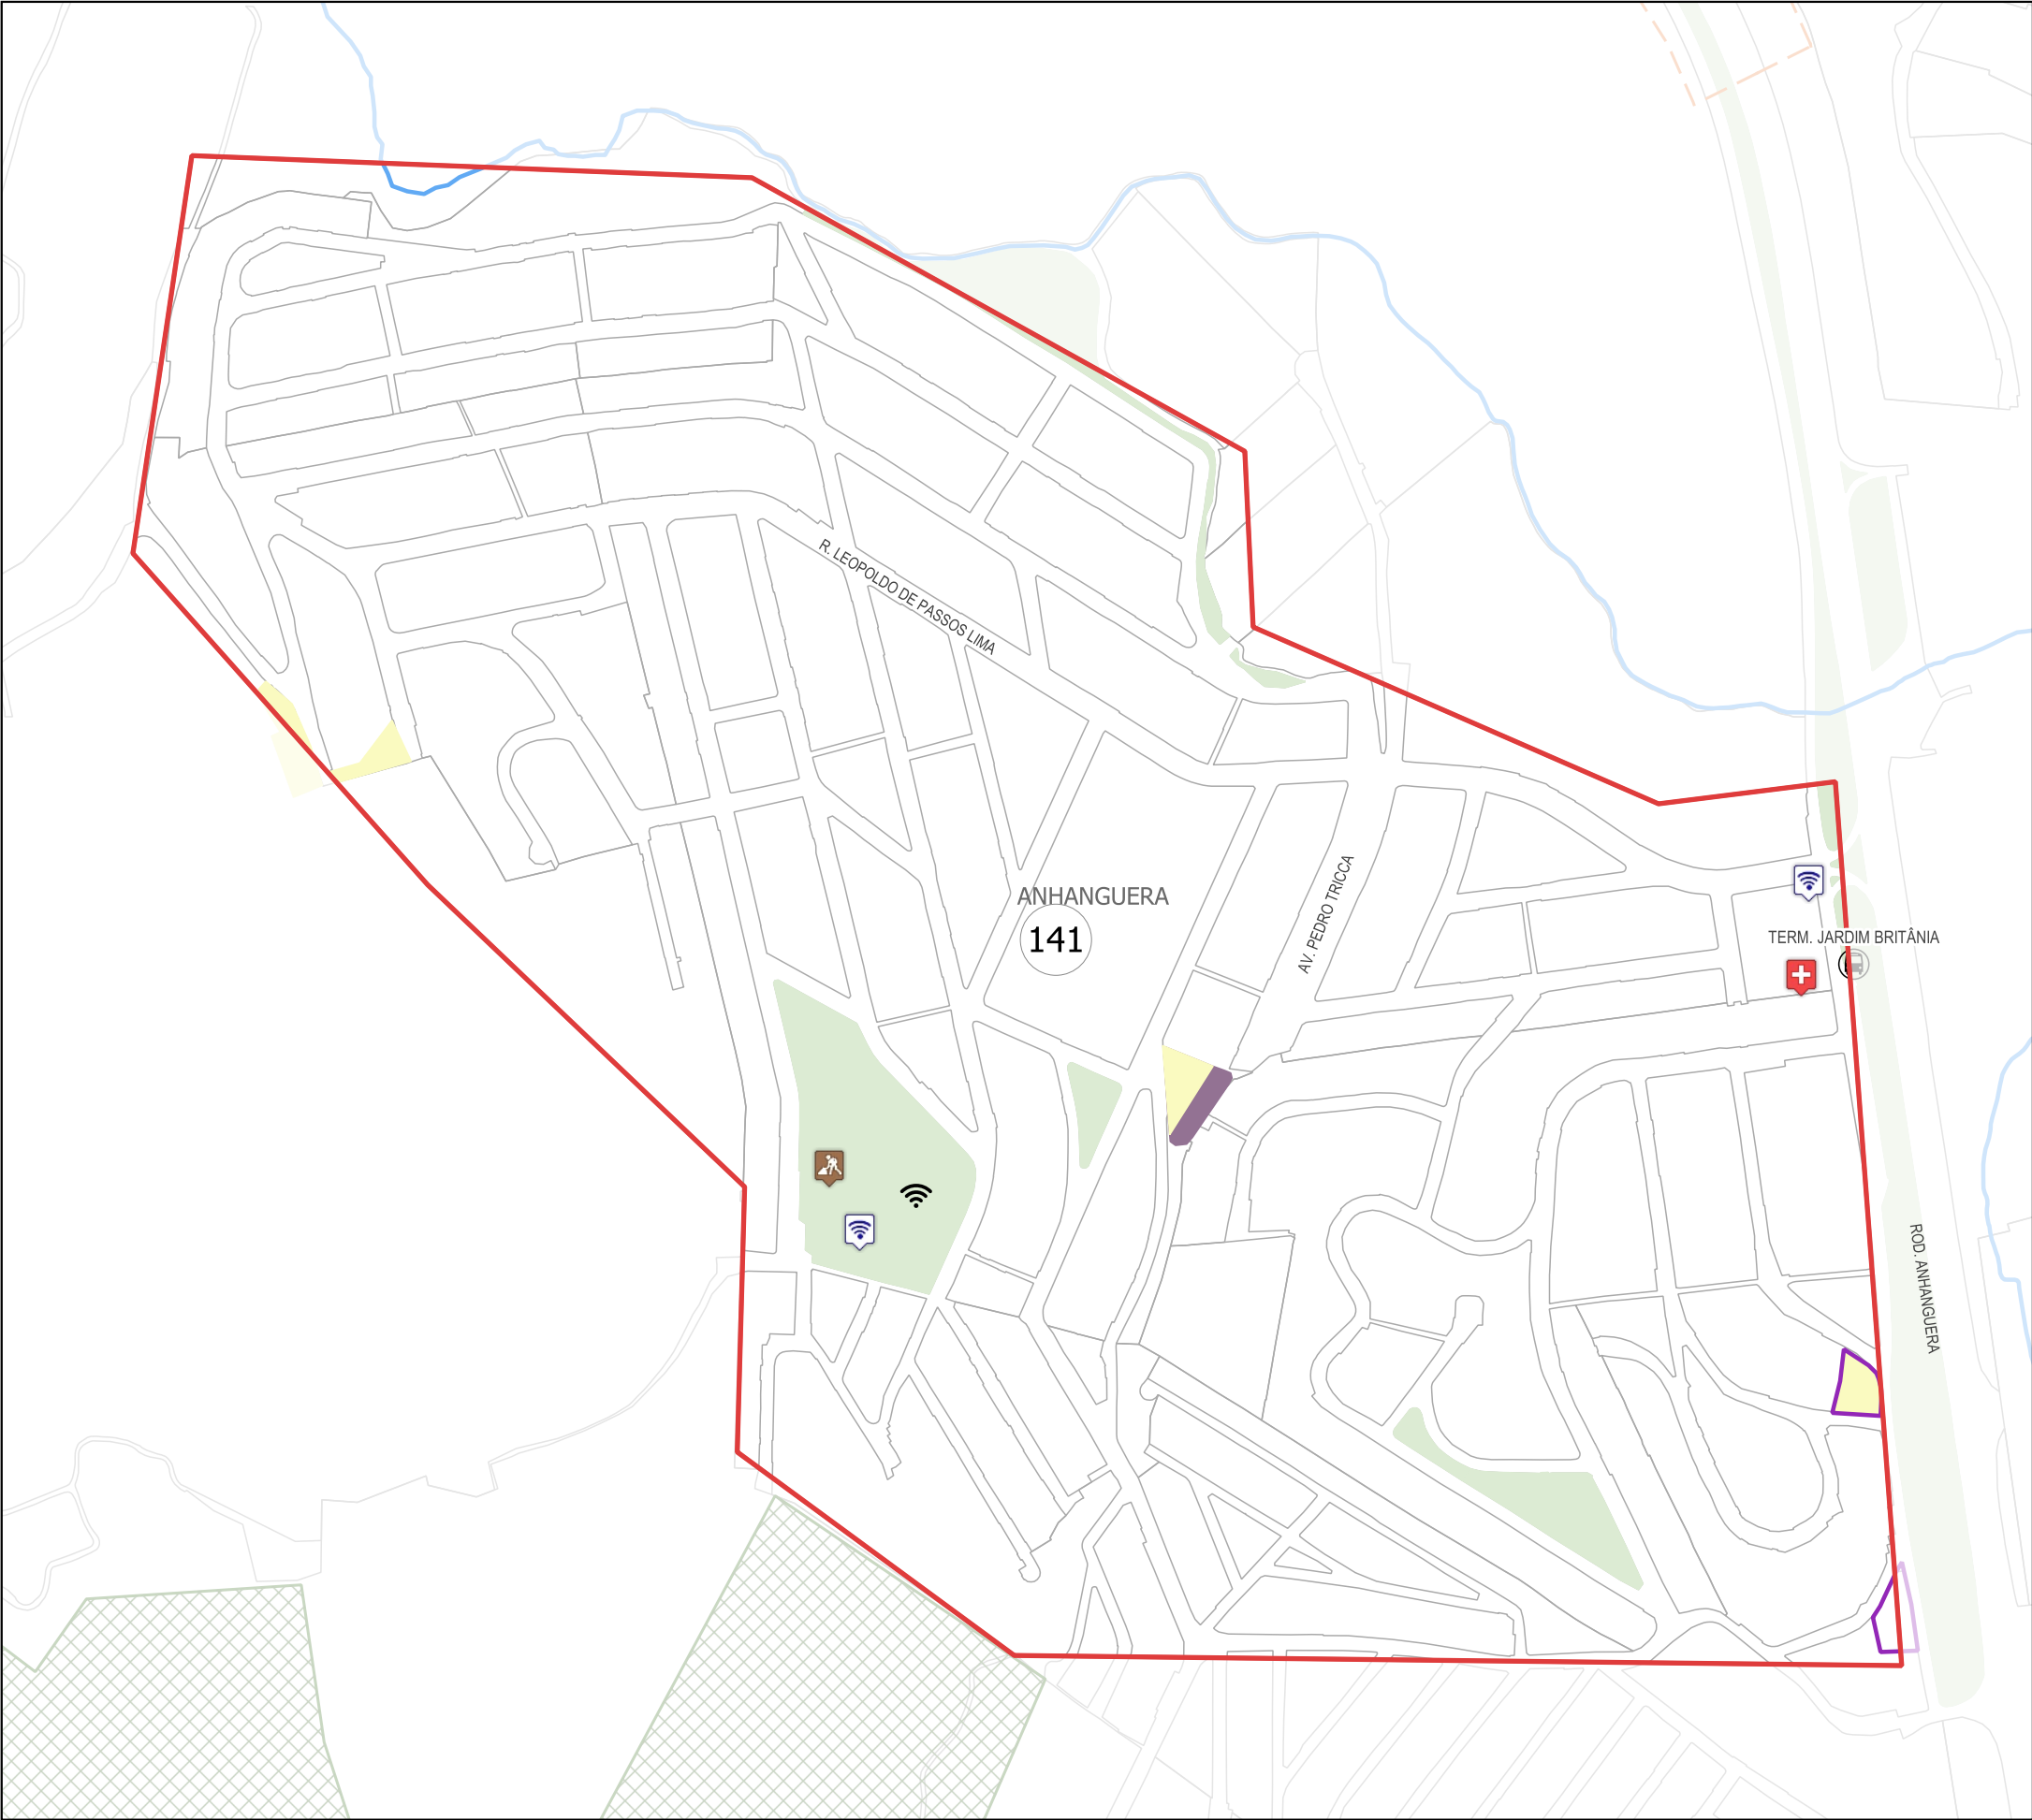 R. LEOPOLDO DE PASSOS LIMA
ANHANGUERA
141
AV. PEDRO TRICCA
TERM. JARDIM BRITÂNIA
ROD. ANHANGUERA